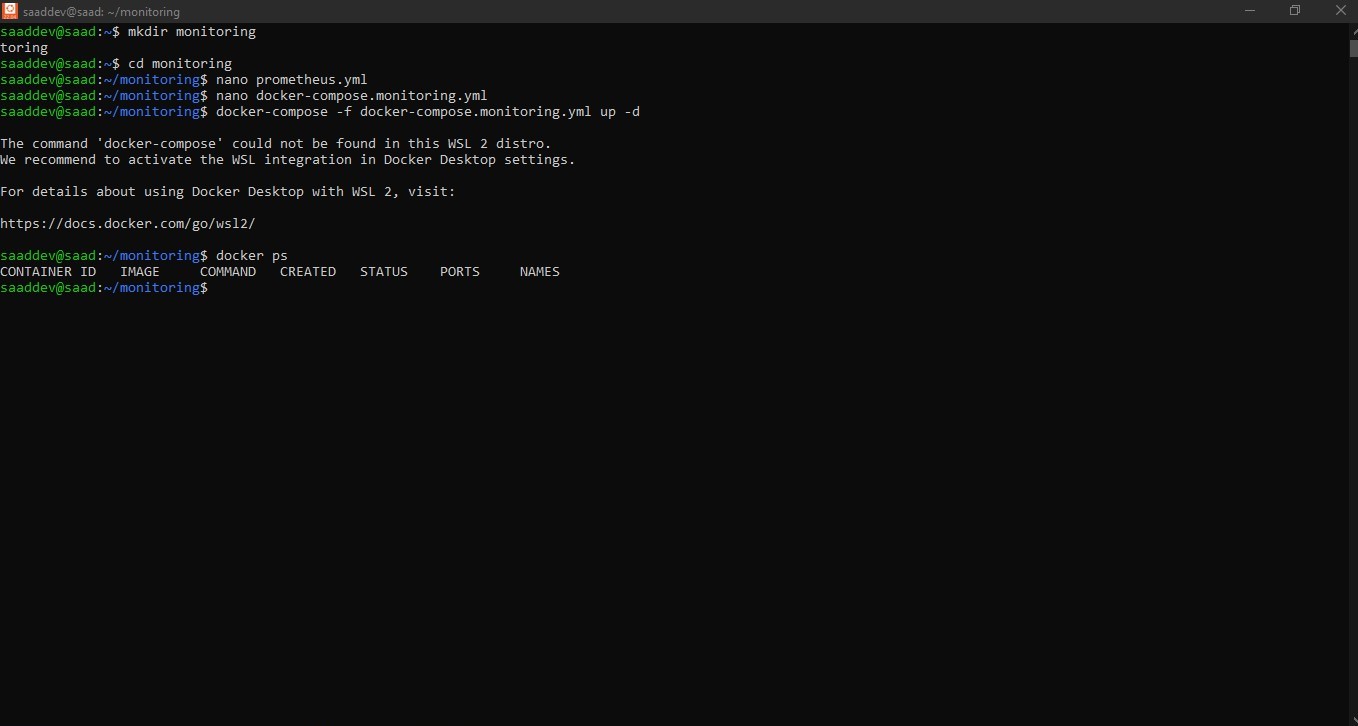 saaddev@saad: ~/monitoring
saaddev@saad:~$ mkdir monitoring
toring
saaddev@saad:~$ cd monitoring
saaddev@saad:~/monitoring$ nano prometheus.yml
saaddev@saad:~/monitoring$ nano docker-compose.monitoring.yml
saaddev@saad:~/monitoring$ docker-compose -f docker-compose.monitoring.yml up -d
The command 'docker-compose' could not be found in this WSL 2 distro.
We recommend to activate the WSL integration in Docker Desktop settings.
For details about using Docker Desktop with WSL 2, visit:
https://docs.docker.com/go/wsl2/
saaddev@saad:~/monitoring$ docker ps
CONTAINER ID   IMAGE     COMMAND   CREATED   STATUS    PORTS     NAMES
saaddev@saad:~/monitoring$